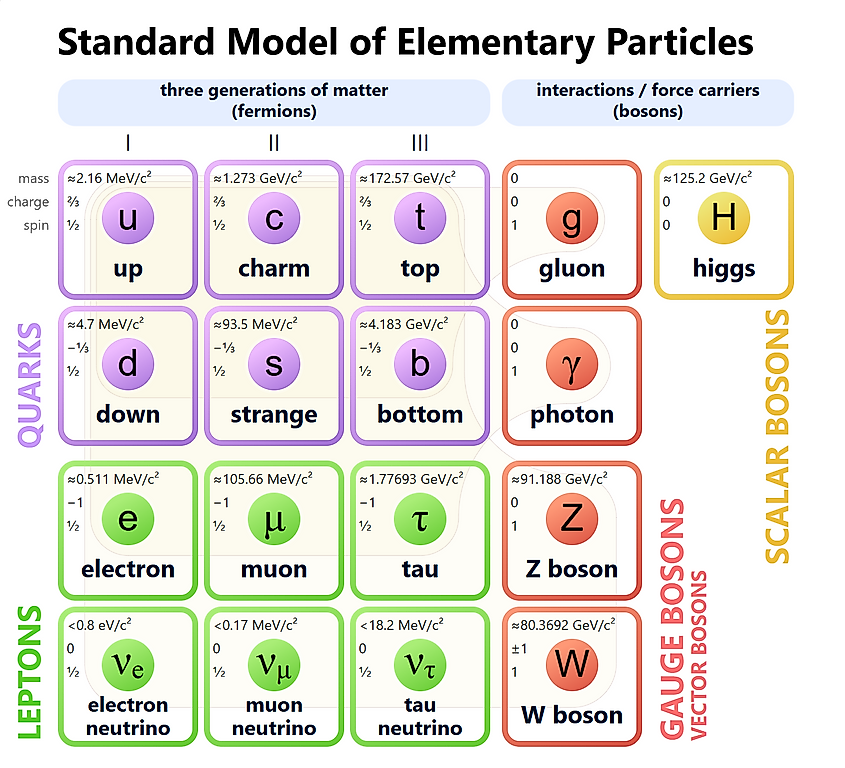 Standard Model of Elementary Particles
three generations of matter
(fermions)
interactions / force carriers
(bosons)
I
II
III
mass
charge
spin
≈2.16 MeV/c²
⅔
½
u
up
≈1.273 GeV/c²
⅔
½
c
charm
≈172.57 GeV/c²
⅔
½
t
top
0
0
1
g
gluon
≈125.2 GeV/c²
0
0
H
higgs
QUARKS
≈4.7 MeV/c²
−⅓
½
d
down
≈93.5 MeV/c²
−⅓
½
s
strange
≈4.183 GeV/c²
−⅓
½
b
bottom
0
0
1
γ
photon
SCALAR BOSONS
LEPTONS
≈0.511 MeV/c²
−1
½
e
electron
≈105.66 MeV/c²
−1
½
μ
muon
≈1.77693 GeV/c²
−1
½
τ
tau
≈91.188 GeV/c²
0
1
Z
Z boson
<0.8 eV/c²
0
½
νe
electron
neutrino
<0.17 MeV/c²
0
½
νμ
muon
neutrino
<18.2 MeV/c²
0
½
ντ
tau
neutrino
≈80.3692 GeV/c²
±1
1
W
W boson
GAUGE BOSONS
VECTOR BOSONS